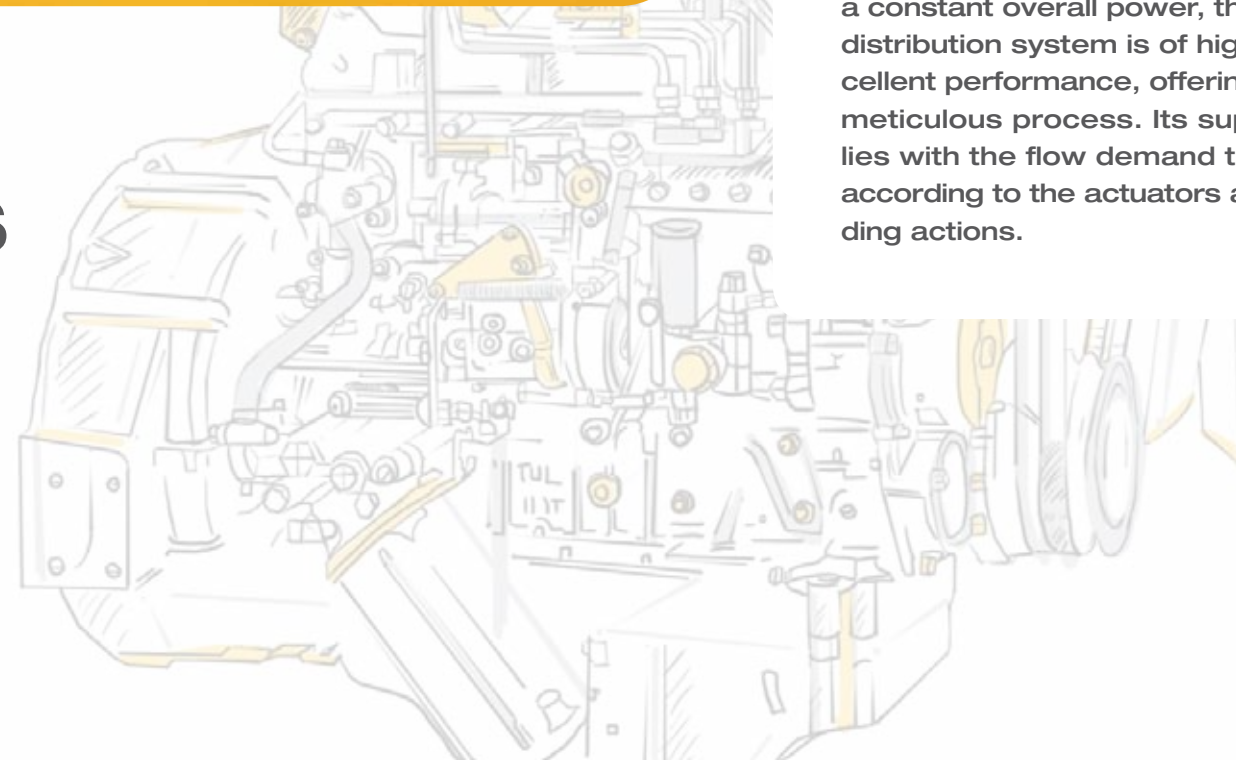 S
a constant overall power, th
distribution system is of hig
cellent performance, offerin
meticulous process. Its sup
lies with the flow demand t
according to the actuators a
ding actions.
TUL